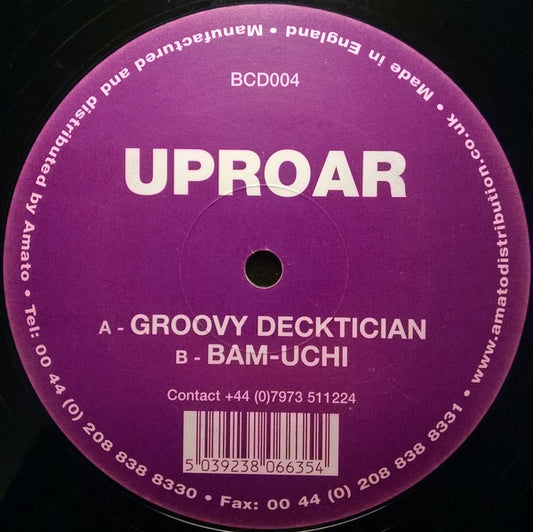 BCD004
UPROAR
A - GROOVY DECKTICIAN
B - BAM-UCHI
Contact +44 (0)7973 511224
5 039238 066354
Manufactured and distributed by Amato • Tel: 00 44 (0) 208 838 8330 • Fax: 00 44 (0) 208 838 8331 • www.amatodistribution.co.uk • Made in England •